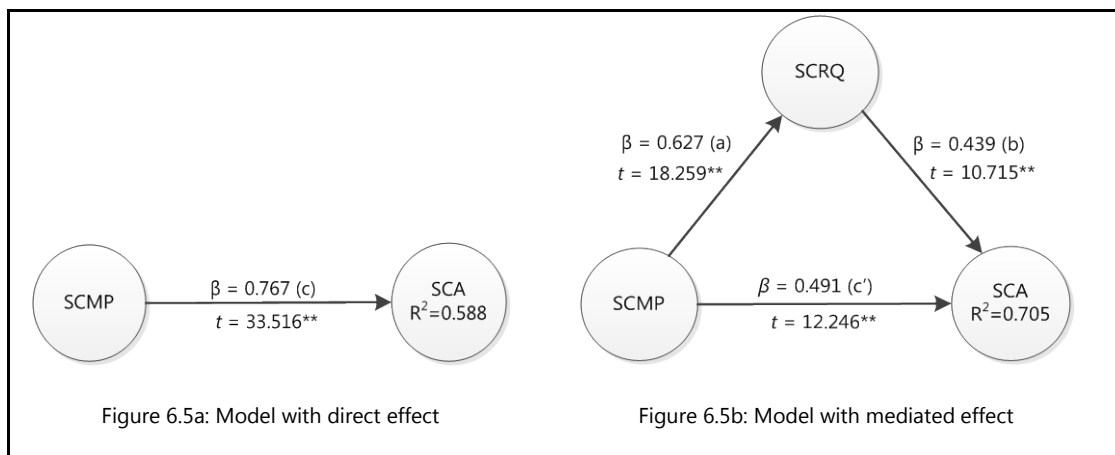 SCMP
β = 0.767 (c)
t = 33.516**
SCA
R²=0.588
Figure 6.5a: Model with direct effect
SCRQ
β = 0.627 (a)
t = 18.259**
β = 0.439 (b)
t = 10.715**
SCMP
β = 0.491 (c’)
t = 12.246**
SCA
R²=0.705
Figure 6.5b: Model with mediated effect